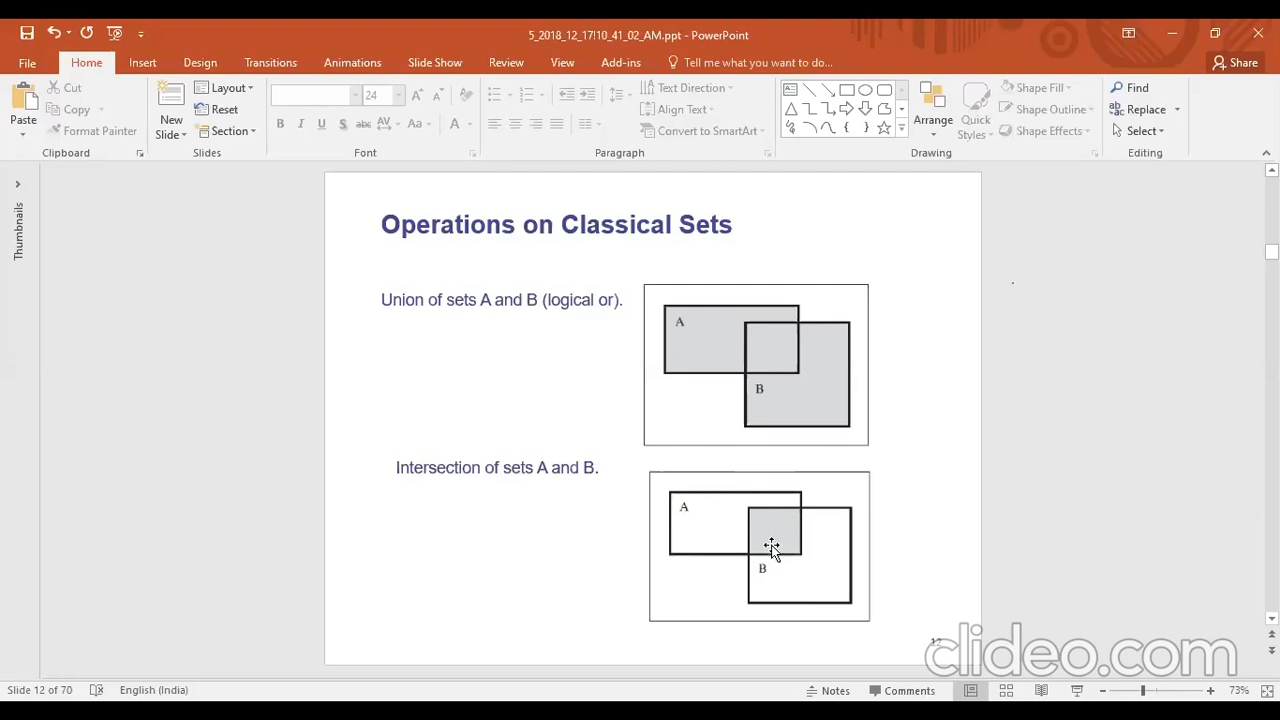 5_2018_12_17!10_41_02_AM.ppt - PowerPoint
File Home Insert Design Transitions Animations Slide Show Review View Add-ins Tell me what you want to do... Share
Cut Layout 24 Text Direction Shape Fill Find
Copy Reset Align Text Shape Outline Replace
Paste Format Painter New Slide Section B I U S abc AV Aa A Convert to SmartArt Arrange Quick Styles Shape Effects Select
Clipboard Slides Font Paragraph Drawing Editing
Thumbnails
Operations on Classical Sets
Union of sets A and B (logical or).
A
B
Intersection of sets A and B.
A
B
12
clideo.com
Slide 12 of 70 English (India) Notes Comments 73%